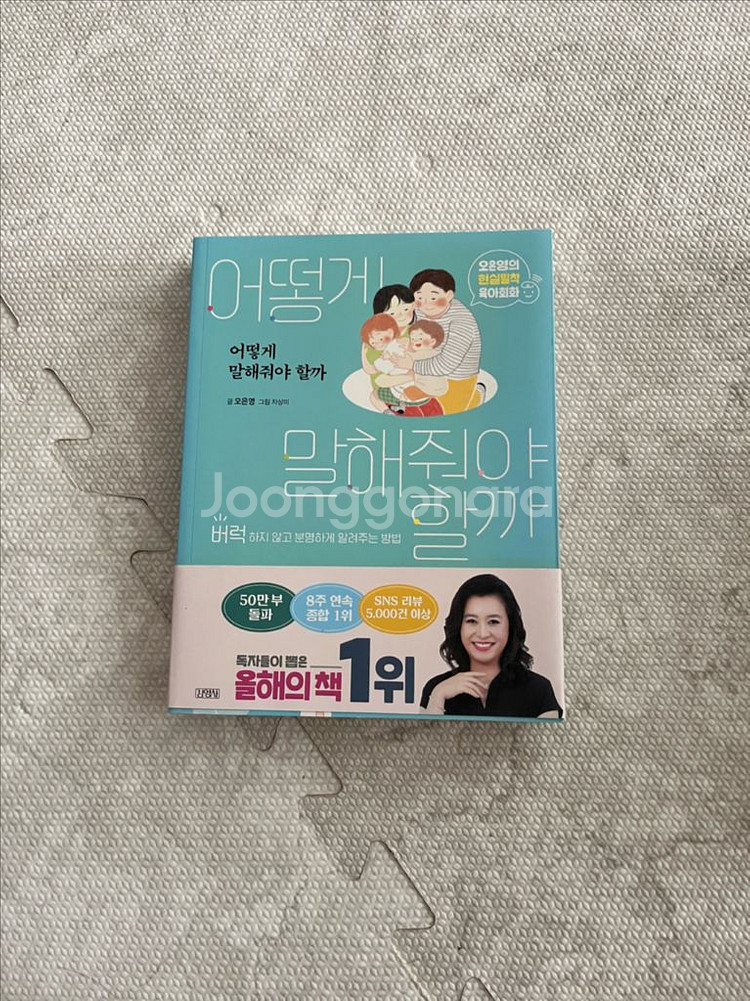 어떻게
오은영의
현실밀착
육아회화
어떻게
말해줘야 할까
글 오은영 그림 차상미
말해줘야
할까
Joonggonara
버럭 하지 않고 분명하게 알려주는 방법
50만 부
돌파
8주 연속
종합 1위
SNS 리뷰
5,000건 이상
독자들이 뽑은
올해의 책 1위
김영사